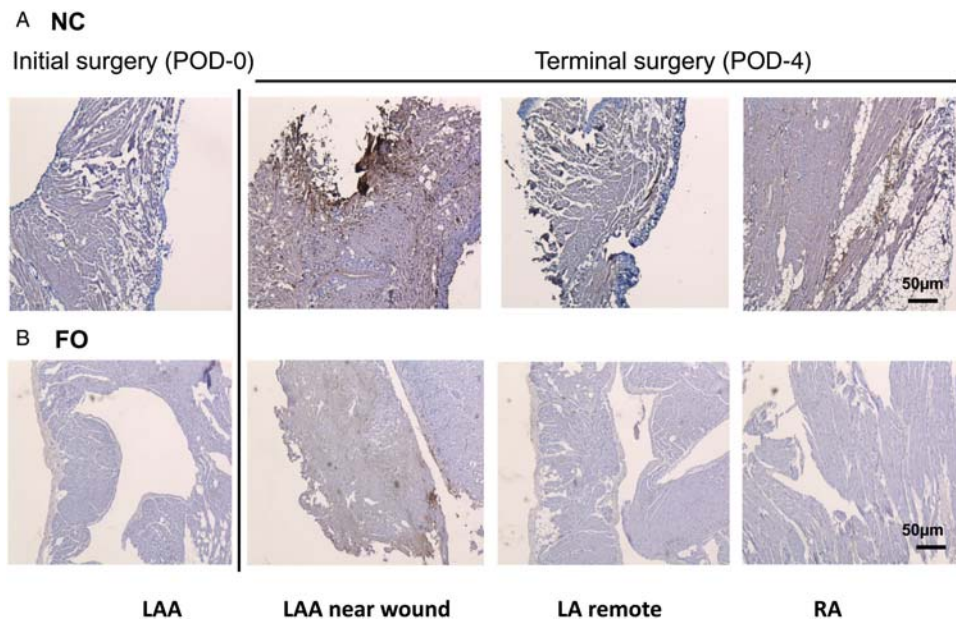 A NC
Initial surgery (POD-0) Terminal surgery (POD-4)
50μm
B FO
50μm
LAA LAA near wound LA remote RA